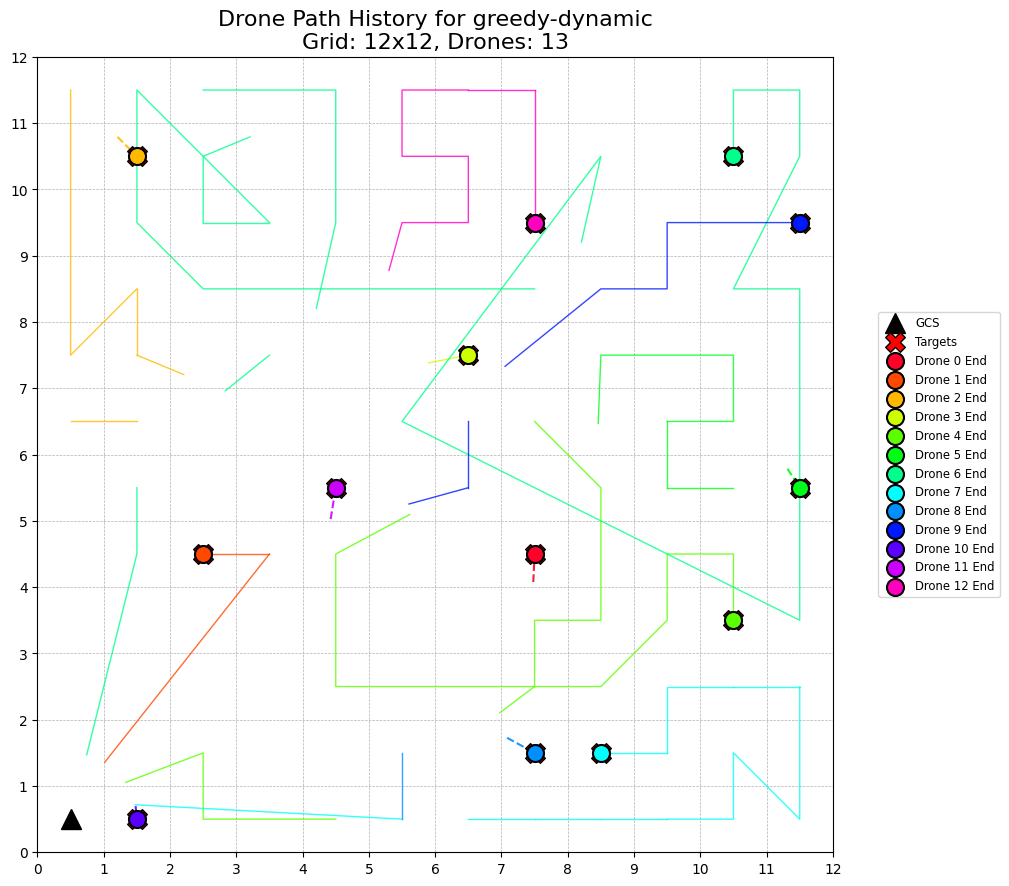 Drone Path History for greedy-dynamic
Grid: 12x12, Drones: 13
12
11
10
9
8
7
6
5
4
3
2
1
0
0 1 2 3 4 5 6 7 8 9 10 11 12
GCS
Targets
Drone 0 End
Drone 1 End
Drone 2 End
Drone 3 End
Drone 4 End
Drone 5 End
Drone 6 End
Drone 7 End
Drone 8 End
Drone 9 End
Drone 10 End
Drone 11 End
Drone 12 End